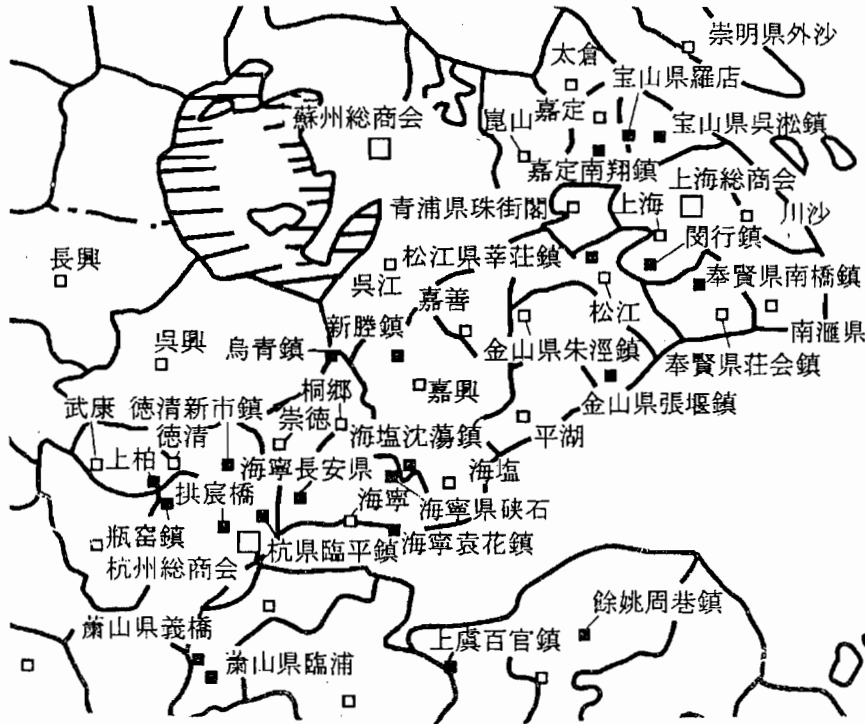 崇明県外沙
太倉
宝山県羅店
嘉定
蘇州総商会
崑山
宝山県呉淞鎮
嘉定南翔鎮
上海総商会
青浦県珠街閣
上海
川沙
閔行鎮
長興
松江県莘荘鎮
奉賢県南橋鎮
呉江
嘉善
松江
南滙県
新塍鎮
呉興
烏青鎮
金山県朱涇鎮
奉賢県荘会鎮
桐郷
嘉興
金山県張堰鎮
武康
徳清新市鎮
崇徳
平湖
徳清
海塩沈蕩鎮
上柏
海寧長安県
海塩
拱宸橋
海寧
海寧県硤石
瓶窑鎮
杭県臨平鎮
海寧袁花鎮
杭州総商会
餘姚周巷鎮
蕭山県義橋
上虞百官鎮
蕭山県臨浦